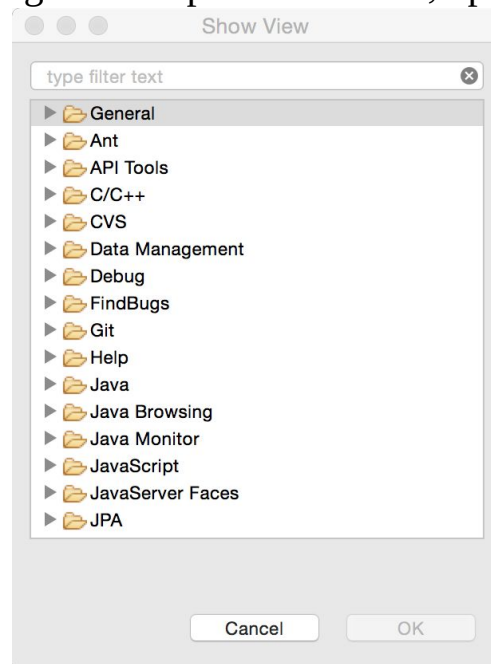 Show View
type filter text
General
Ant
API Tools
C/C++
CVS
Data Management
Debug
FindBugs
Git
Help
Java
Java Browsing
Java Monitor
JavaScript
JavaServer Faces
JPA
Cancel
OK